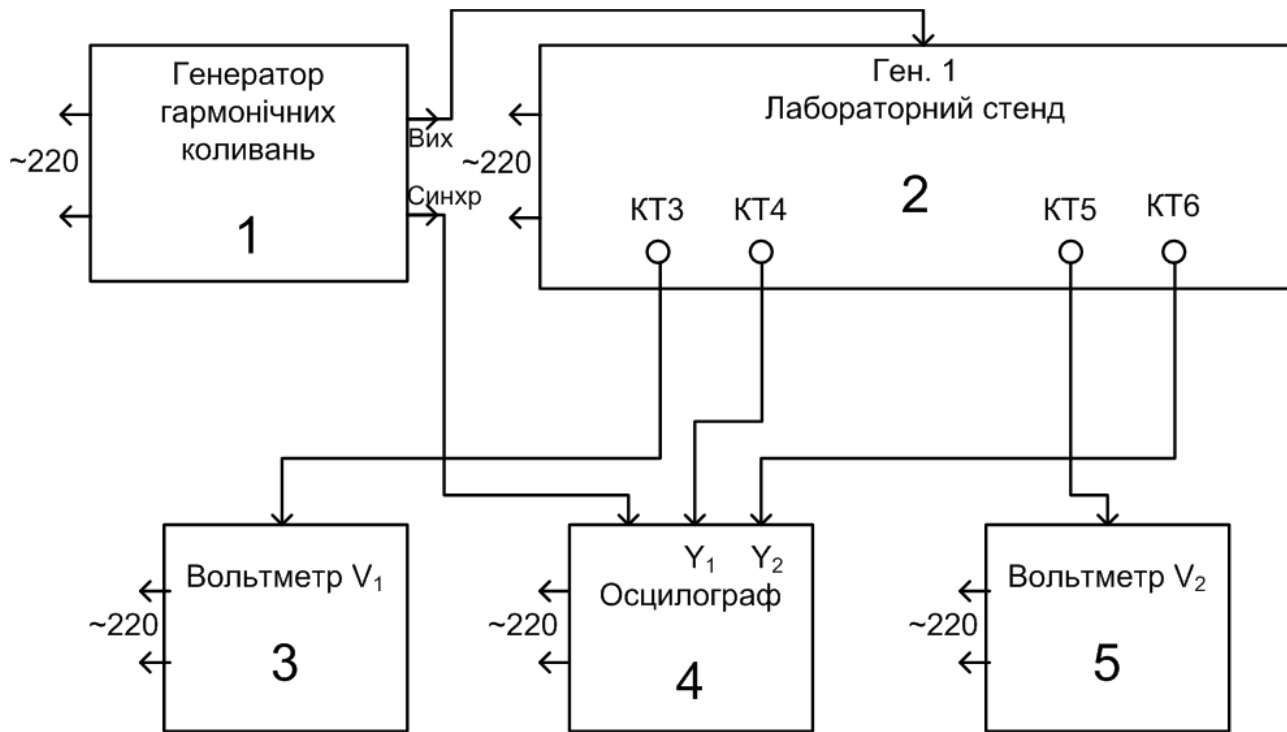 Генератор
гармонічних
коливань
1
~220
Вих
Синхр
Ген. 1
Лабораторний стенд
2
~220
КТ3
КТ4
КТ5
КТ6
Вольтметр V₁
~220
3
Y₁
Y₂
Осцилограф
~220
4
Вольтметр V₂
~220
5